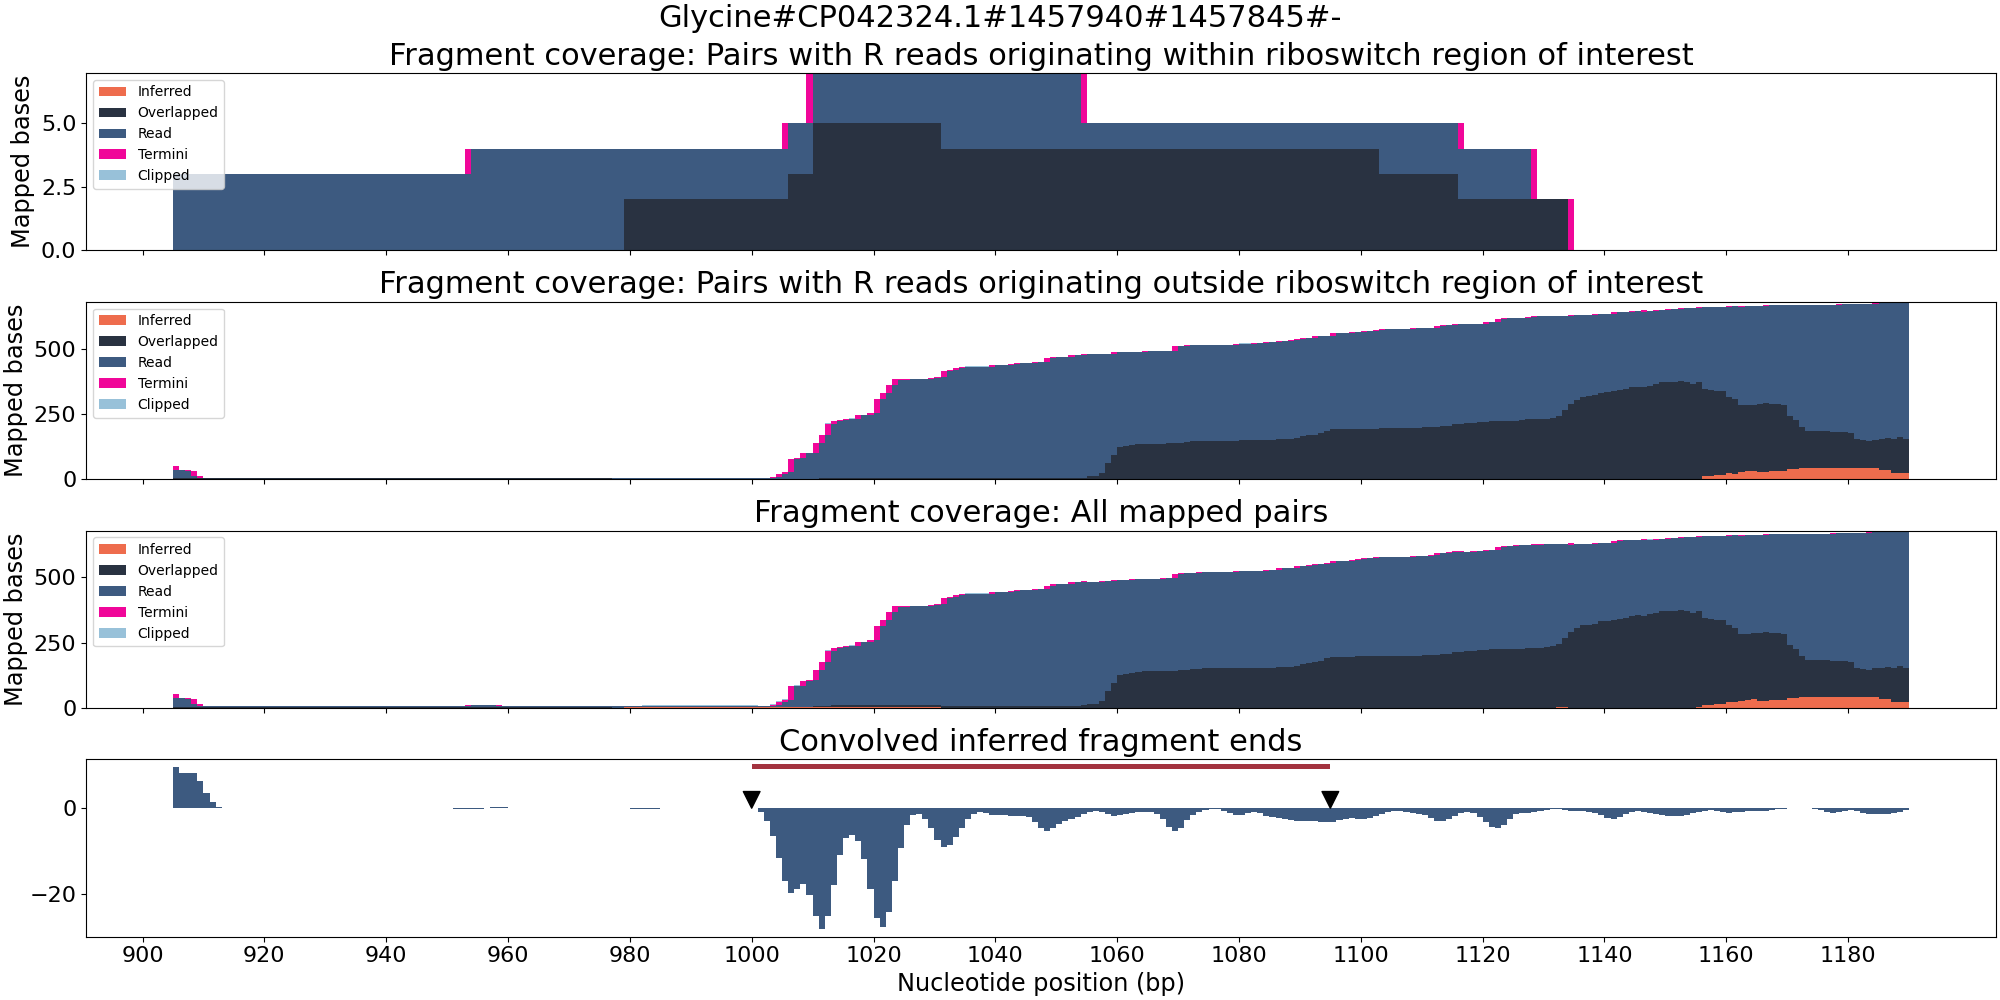 Glycine#CP042324.1#1457940#1457845#-
Fragment coverage: Pairs with R reads originating within riboswitch region of interest
Mapped bases
5.0
2.5
0.0
Inferred
Overlapped
Read
Termini
Clipped
Fragment coverage: Pairs with R reads originating outside riboswitch region of interest
Mapped bases
500
250
0
Inferred
Overlapped
Read
Termini
Clipped
Fragment coverage: All mapped pairs
Mapped bases
500
250
0
Inferred
Overlapped
Read
Termini
Clipped
Convolved inferred fragment ends
0
−20
900 920 940 960 980 1000 1020 1040 1060 1080 1100 1120 1140 1160 1180
Nucleotide position (bp)